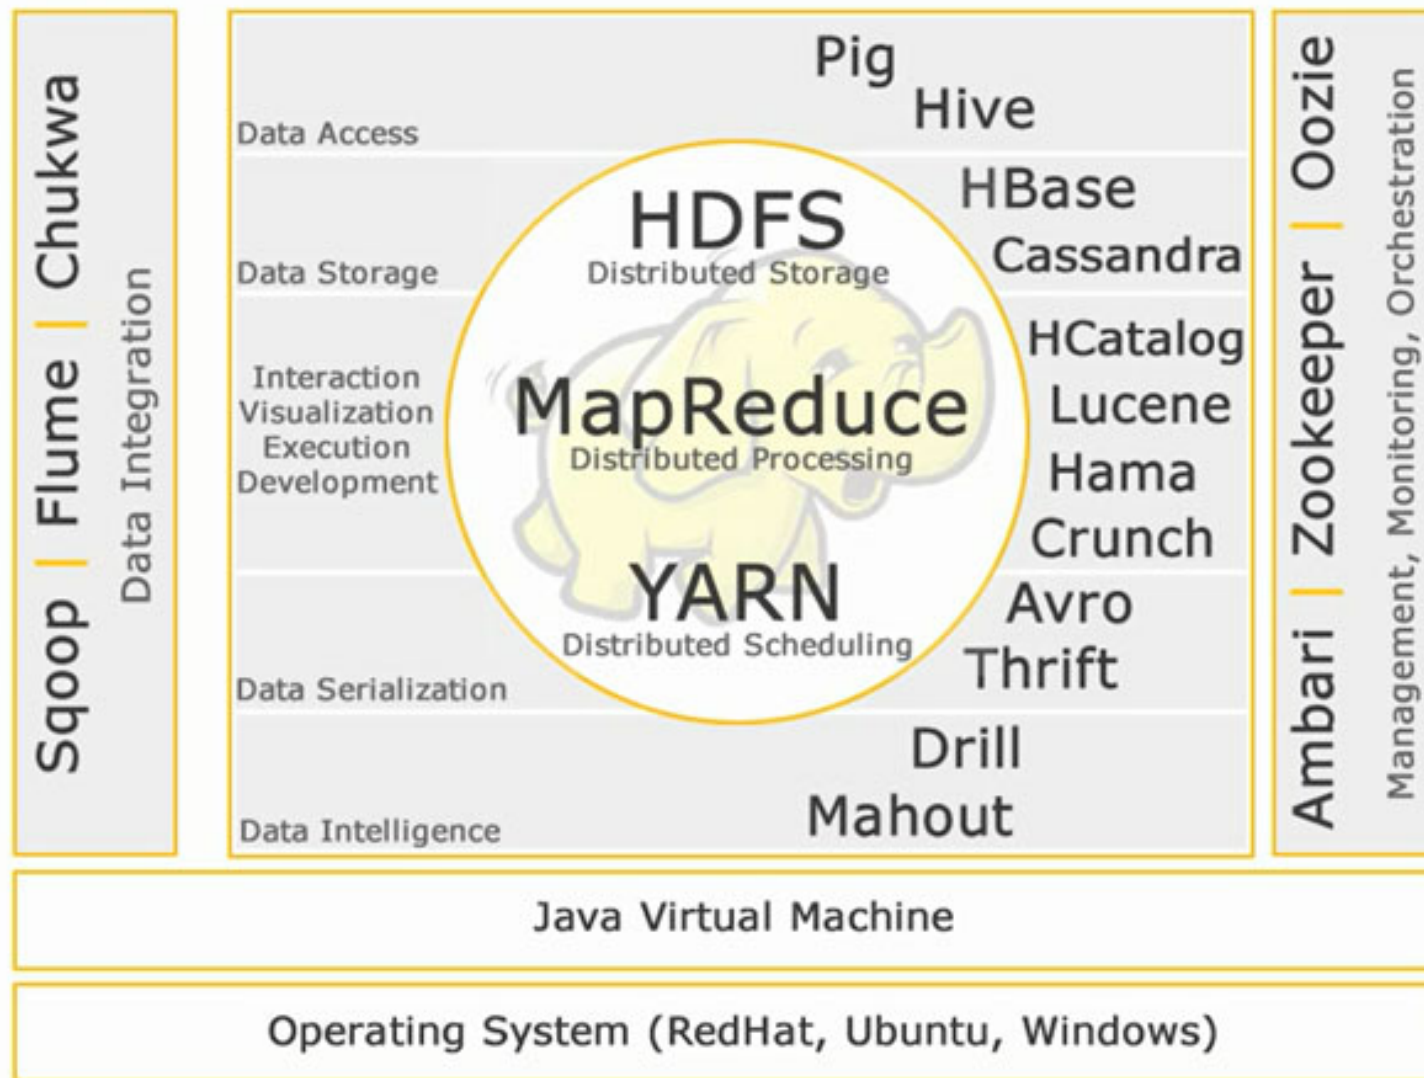 Sqoop | Flume | Chukwa
Data Integration
Pig
Hive
Data Access
HBase
Cassandra
Data Storage
HDFS
Distributed Storage
MapReduce
Distributed Processing
YARN
Distributed Scheduling
Interaction
Visualization
Execution
Development
HCatalog
Lucene
Hama
Crunch
Avro
Thrift
Data Serialization
Drill
Mahout
Data Intelligence
Ambari | Zookeeper | Oozie
Management, Monitoring, Orchestration
Java Virtual Machine
Operating System (RedHat, Ubuntu, Windows)